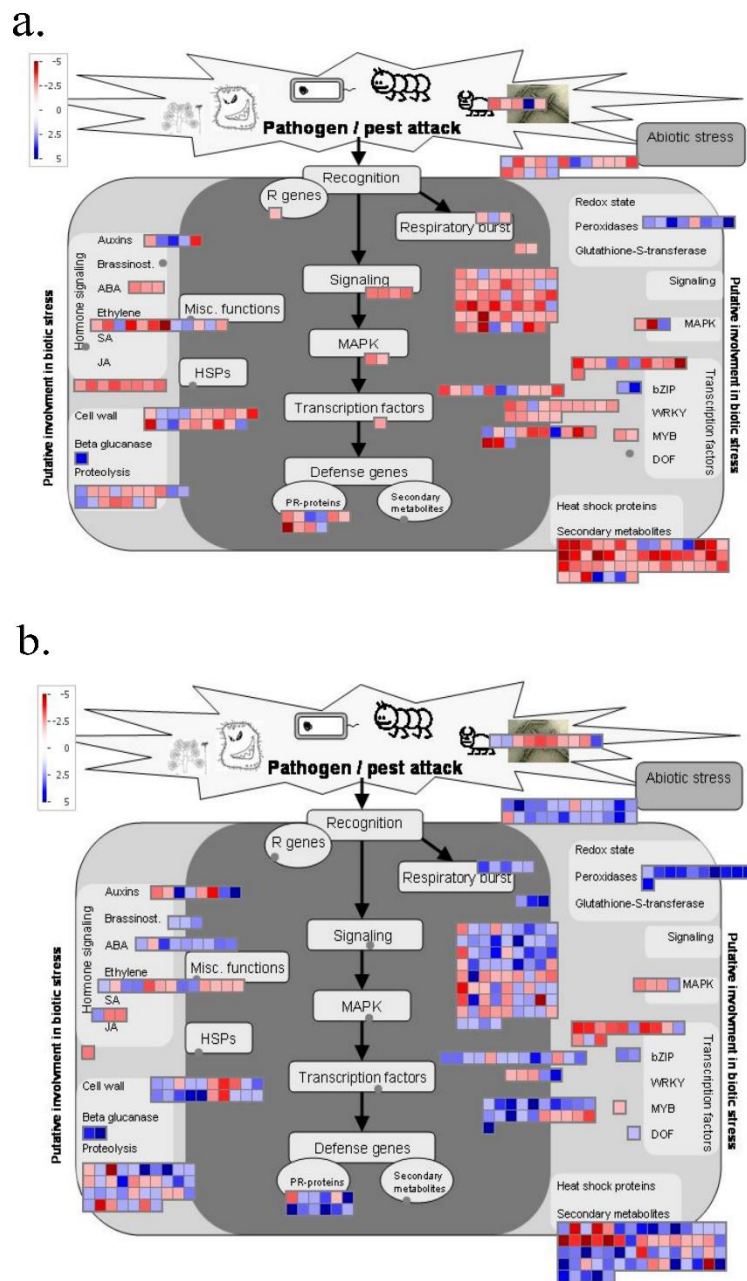 a.
-5
-2.5
0
2.5
5
Pathogen / pest attack
Abiotic stress
Recognition
R genes
Respiratory burst
Redox state
Peroxidases
Glutathione-S-transferase
Putative involvment in biotic stress
Hormone signaling
Auxins
Brassinost.
ABA
Ethylene
SA
JA
Misc. functions
HSPs
Signaling
MAPK
Transcription factors
Defense genes
PR-proteins
Secondary
metabolites
Cell wall
Beta glucanase
Proteolysis
Signaling
MAPK
bZIP
WRKY
MYB
DOF
Transcription factors
Putative involvment in biotic stress
Heat shock proteins
Secondary metabolites
b.
-5
-2.5
0
2.5
5
Pathogen / pest attack
Abiotic stress
Recognition
R genes
Respiratory burst
Redox state
Peroxidases
Glutathione-S-transferase
Putative involvment in biotic stress
Hormone signaling
Auxins
Brassinost.
ABA
Ethylene
SA
JA
Misc. functions
HSPs
Signaling
MAPK
Transcription factors
Defense genes
PR-proteins
Secondary
metabolites
Cell wall
Beta glucanase
Proteolysis
Signaling
MAPK
bZIP
WRKY
MYB
DOF
Transcription factors
Putative involvment in biotic stress
Heat shock proteins
Secondary metabolites